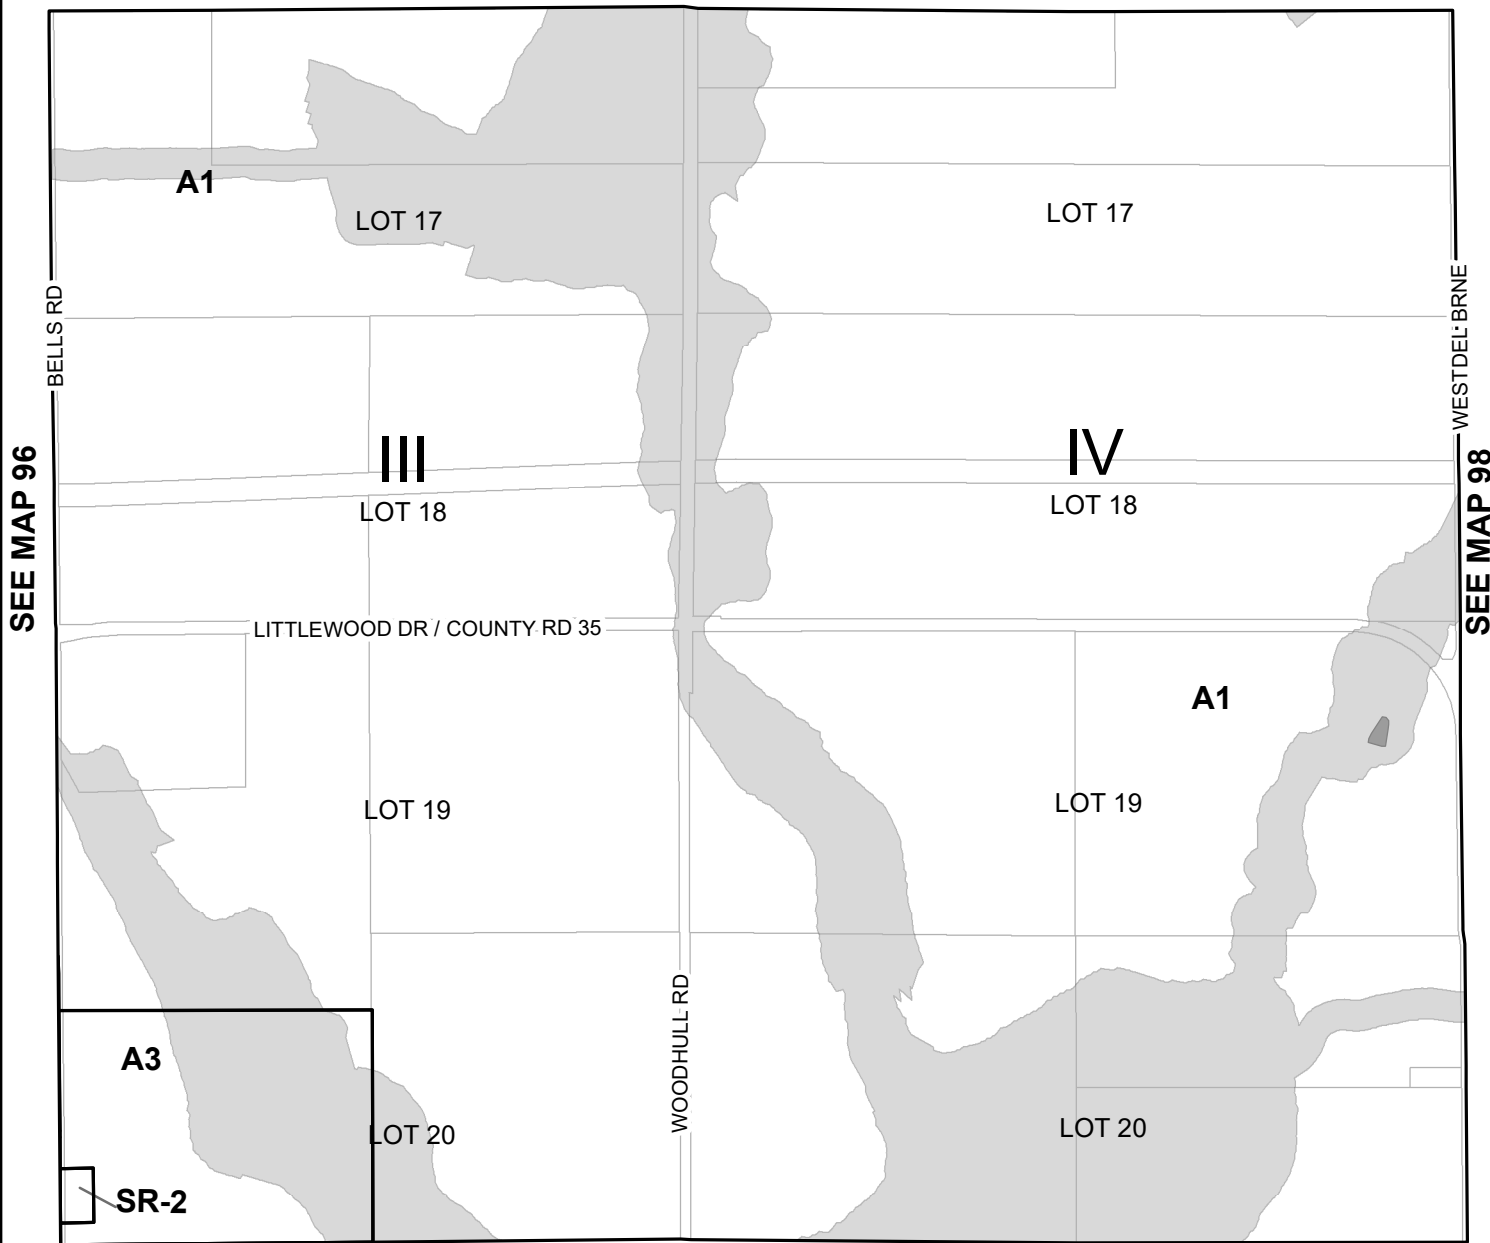 A1
LOT 17
LOT 17
BELLS RD
WESTDEL BRNE
III
IV
SEE MAP 96
SEE MAP 98
LOT 18
LOT 18
LITTLEWOOD DR / COUNTY RD 35
A1
LOT 19
LOT 19
WOODHULL RD
A3
LOT 20
LOT 20
SR-2